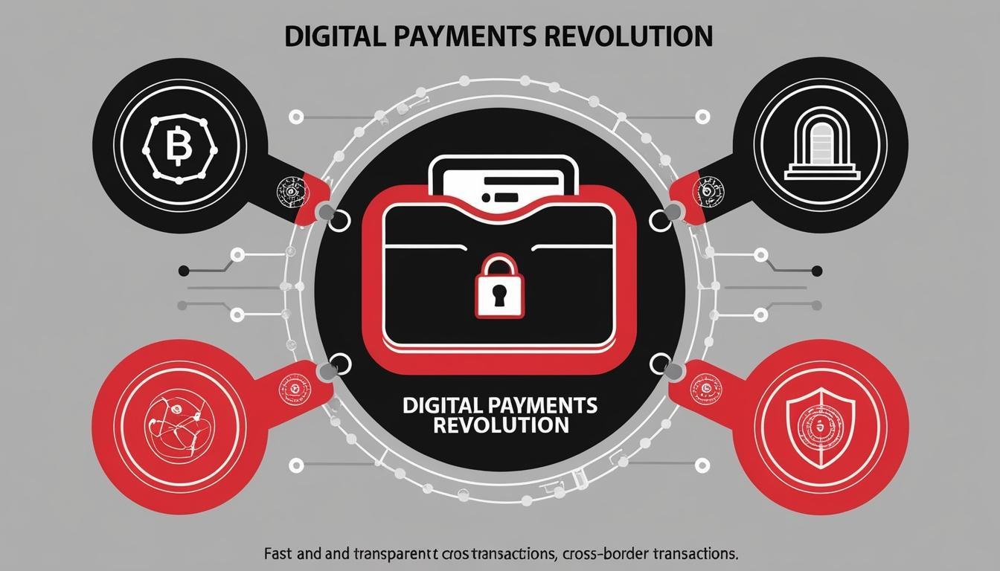 DIGITAL PAYMENTS REVOLUTION
B
DIGITAL PAYMENTS
REVOLUTION
Fast and and transparentt cros transactions, cross-border transactions.